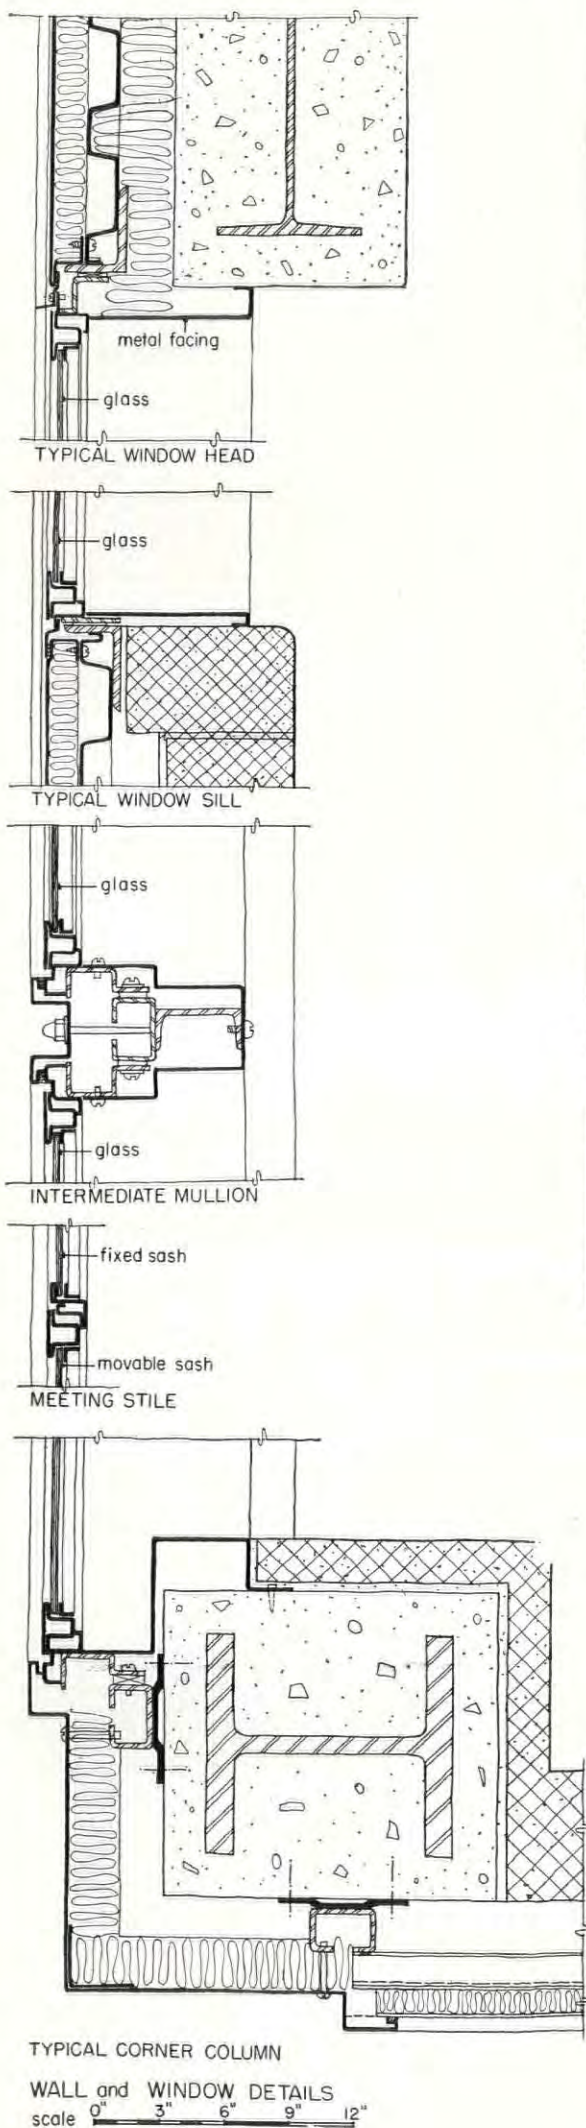 metal facing
glass
TYPICAL WINDOW HEAD
glass
TYPICAL WINDOW SILL
glass
glass
INTERMEDIATE MULLION
fixed sash
movable sash
MEETING STILE
TYPICAL CORNER COLUMN
WALL and WINDOW DETAILS
scale 0" 3" 6" 9" 12"